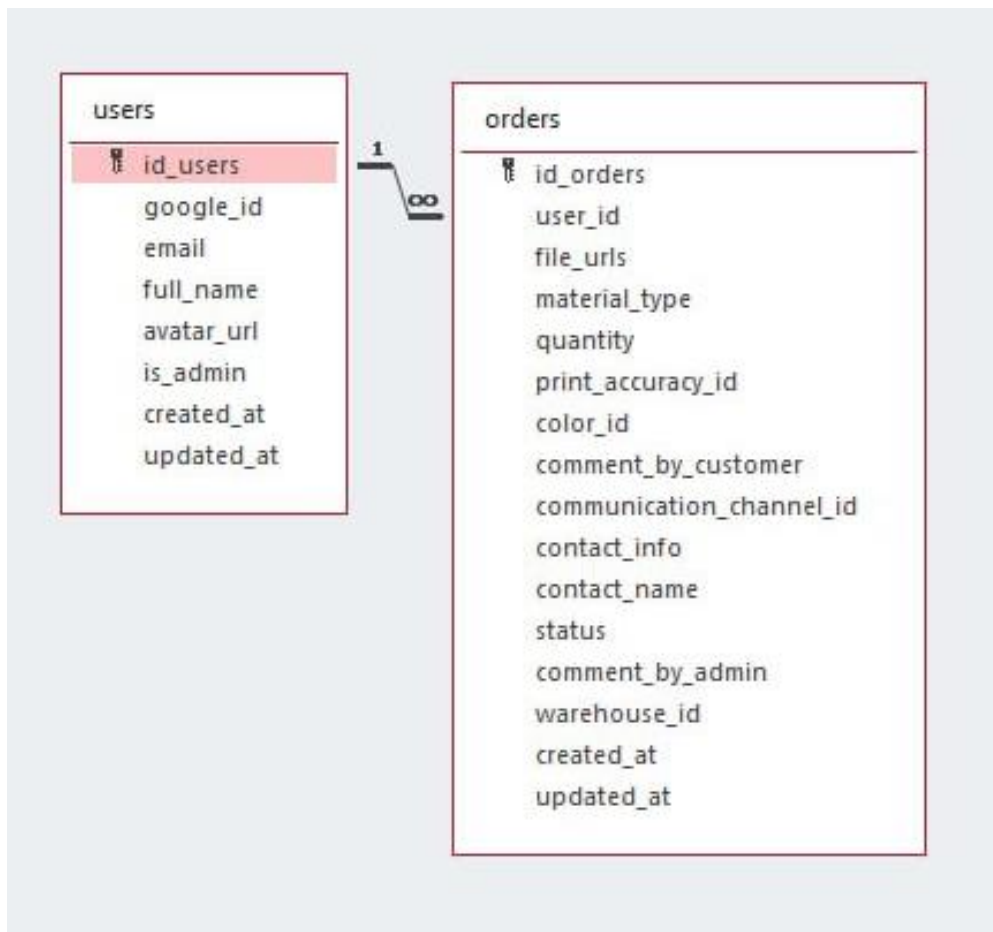 users
id_users
google_id
email
full_name
avatar_url
is_admin
created_at
updated_at
1
∞
orders
id_orders
user_id
file_urls
material_type
quantity
print_accuracy_id
color_id
comment_by_customer
communication_channel_id
contact_info
contact_name
status
comment_by_admin
warehouse_id
created_at
updated_at